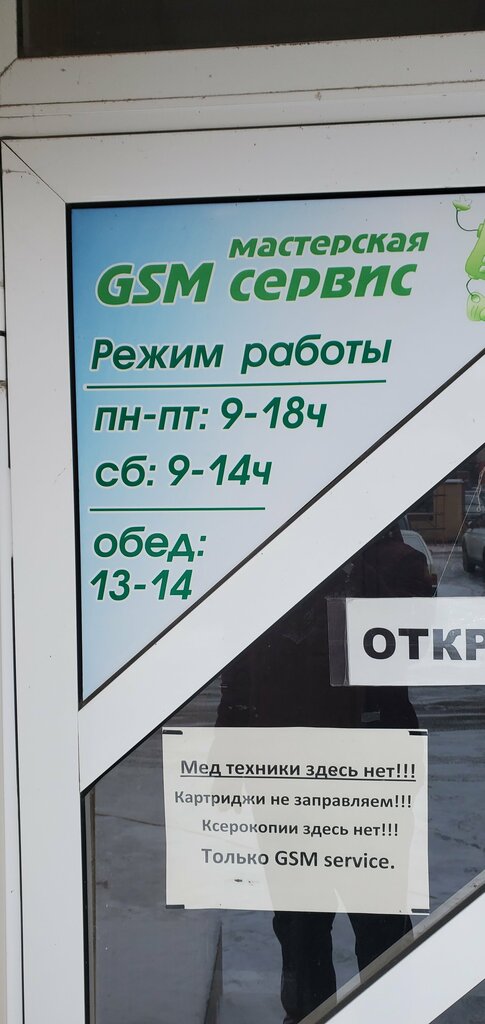 мастерская
GSM сервис
Режим работы
пн-пт: 9-18ч
сб: 9-14ч
обед:
13-14
ОТКР
Мед техники здесь нет!!!
Картриджи не заправляем!!!
Ксерокопии здесь нет!!!
Только GSM service.